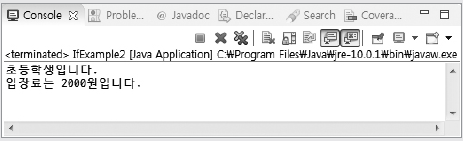 Console Proble... @ Javadoc Declar... Search Covera...
<terminated> IfExample2 [Java Application] C:₩Program Files₩Java₩jre-10.0.1₩bin₩javaw.exe
초등학생입니다.
입장료는 2000원입니다.